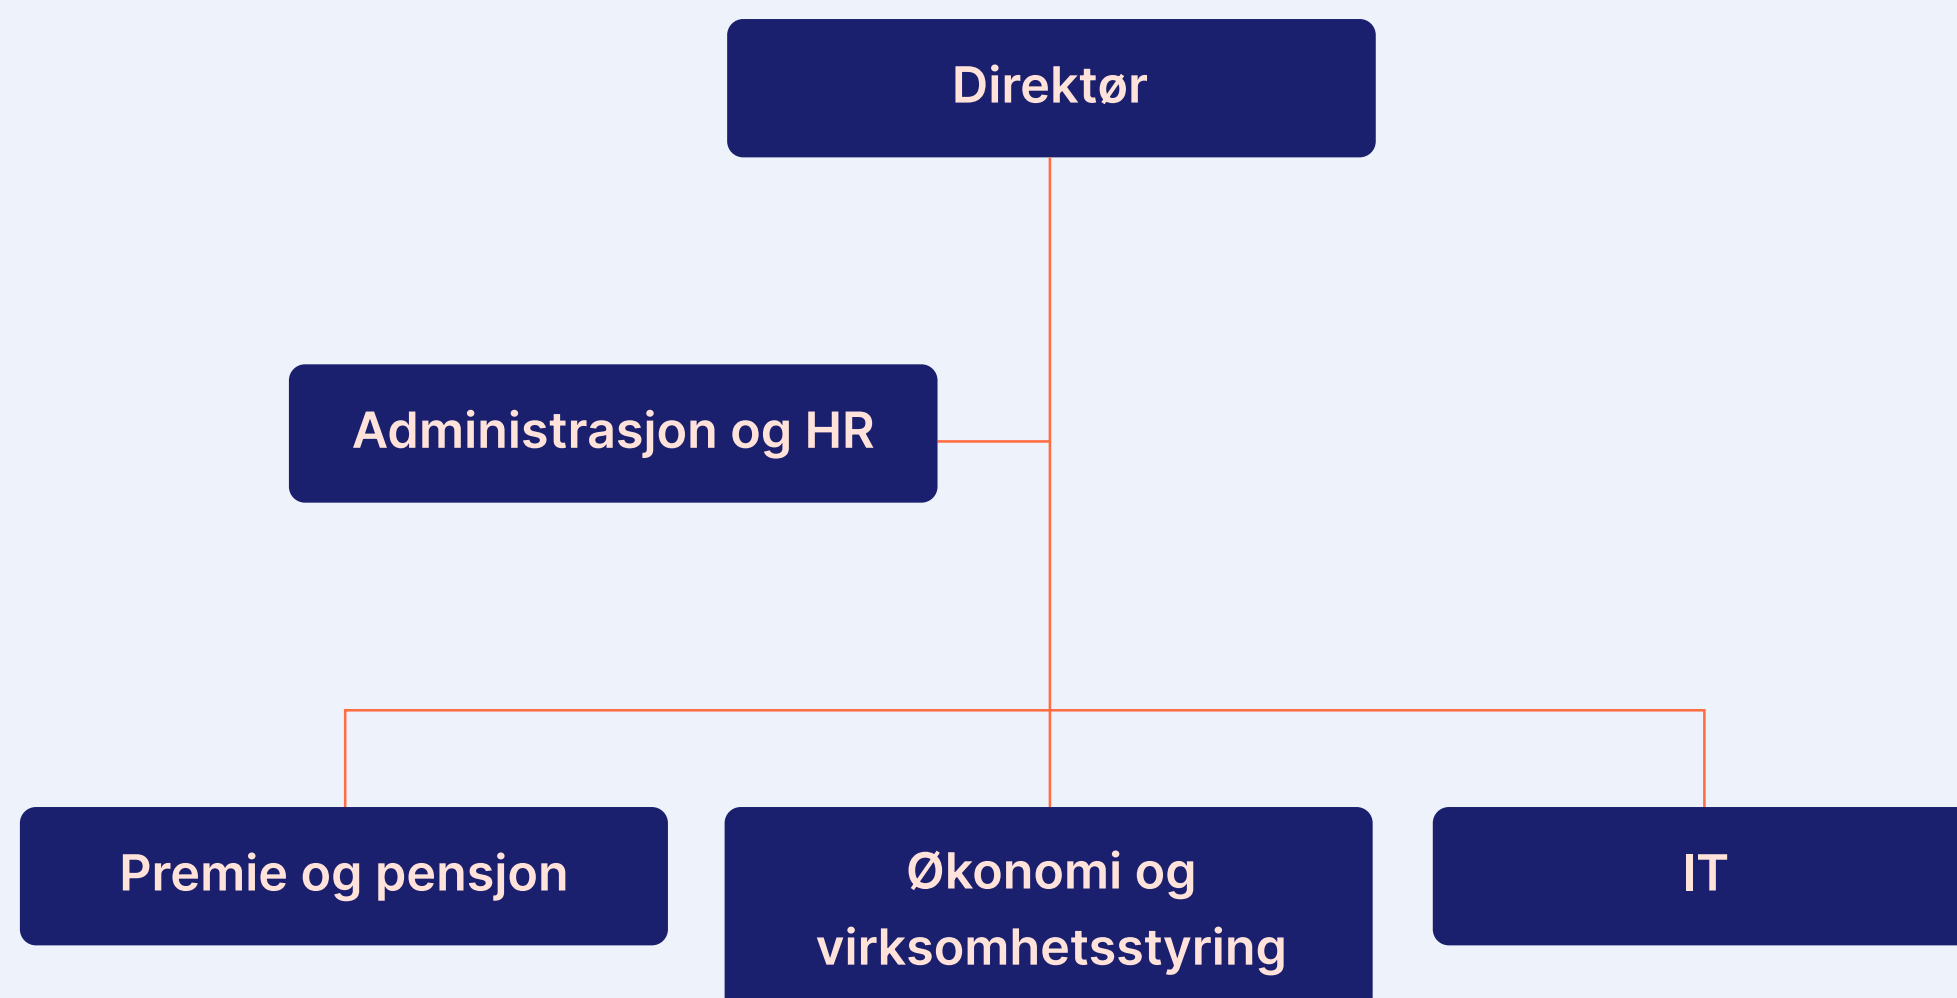 Direktør
Administrasjon og HR
Premie og pensjon
Økonomi og
virksomhetsstyring
IT